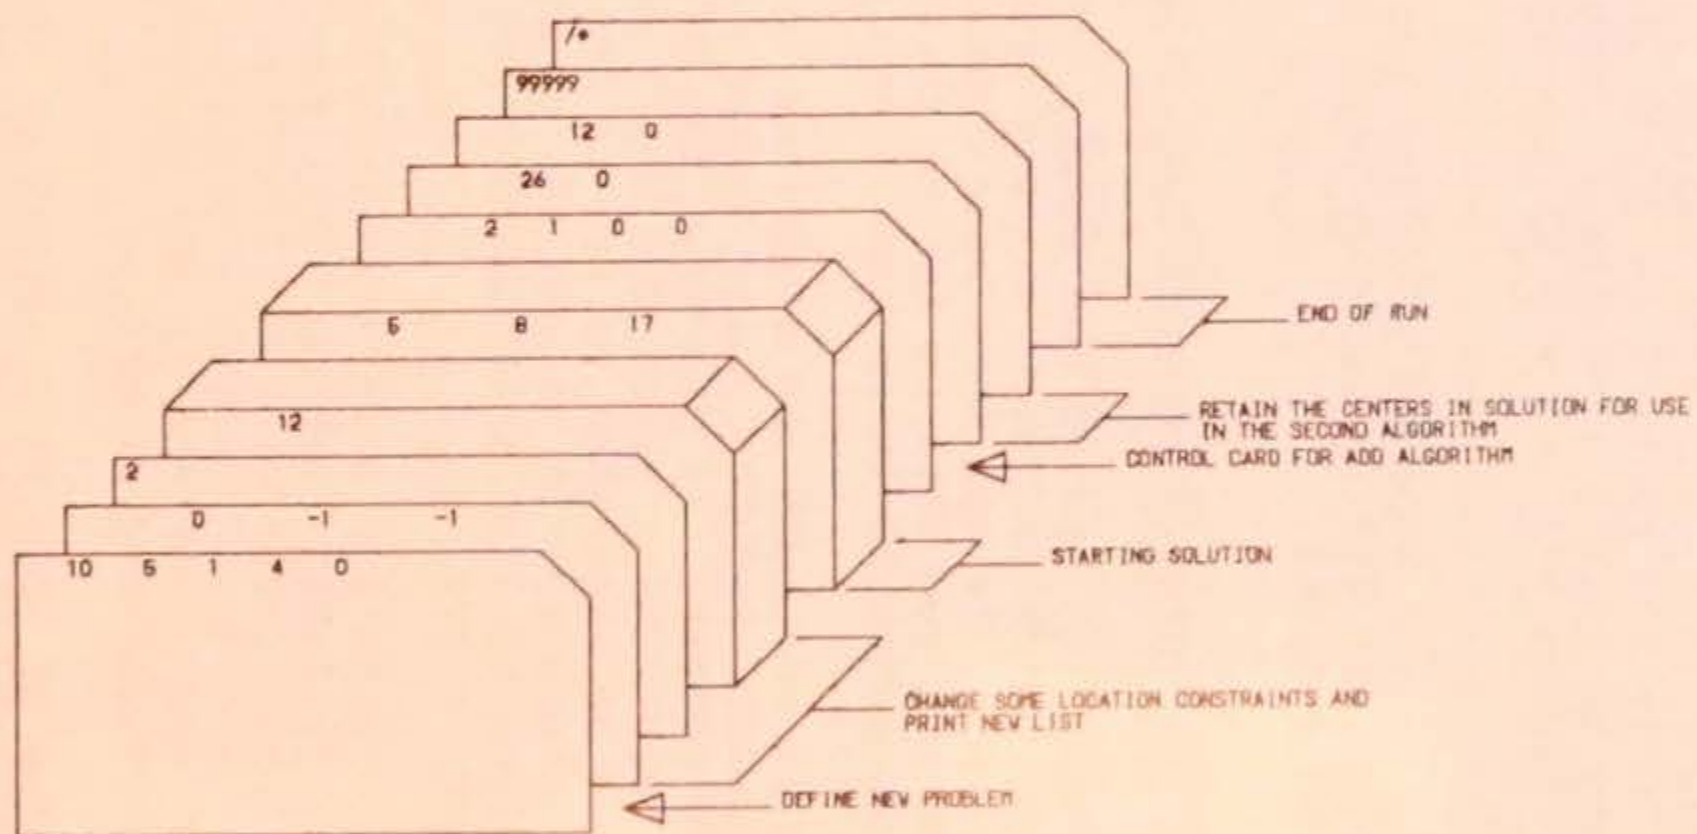 /*
99999
12 0
26 0
2 1 0 0
5 8 17
12
2
0 -1 -1
10 5 1 4 0
END OF RUN
RETAIN THE CENTERS IN SOLUTION FOR USE
IN THE SECOND ALGORITHM
CONTROL CARD FOR ADD ALGORITHM
STARTING SOLUTION
CHANGE SOME LOCATION CONSTRAINTS AND
PRINT NEW LIST
DEFINE NEW PROBLEM